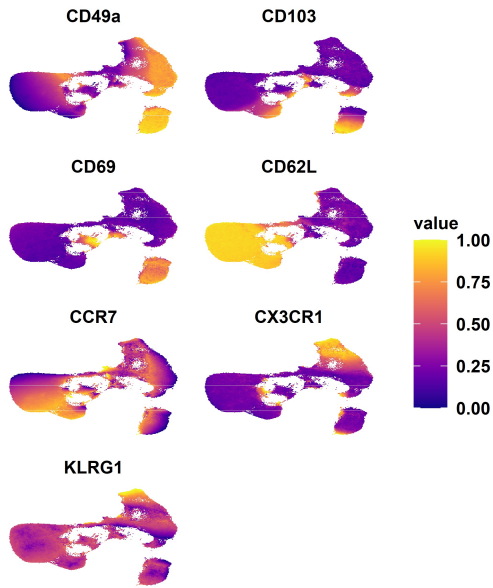 CD49a
CD103
CD69
CD62L
value
1.00
0.75
0.50
0.25
0.00
CCR7
CX3CR1
KLRG1